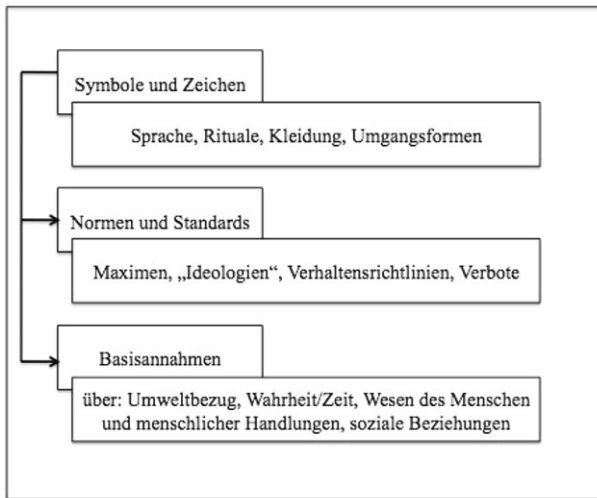 Symbole und Zeichen
Sprache, Rituale, Kleidung, Umgangsformen
Normen und Standards
Maximen, „Ideologien“, Verhaltensrichtlinien, Verbote
Basisannahmen
über: Umweltbezug, Wahrheit/Zeit, Wesen des Menschen
und menschlicher Handlungen, soziale Beziehungen